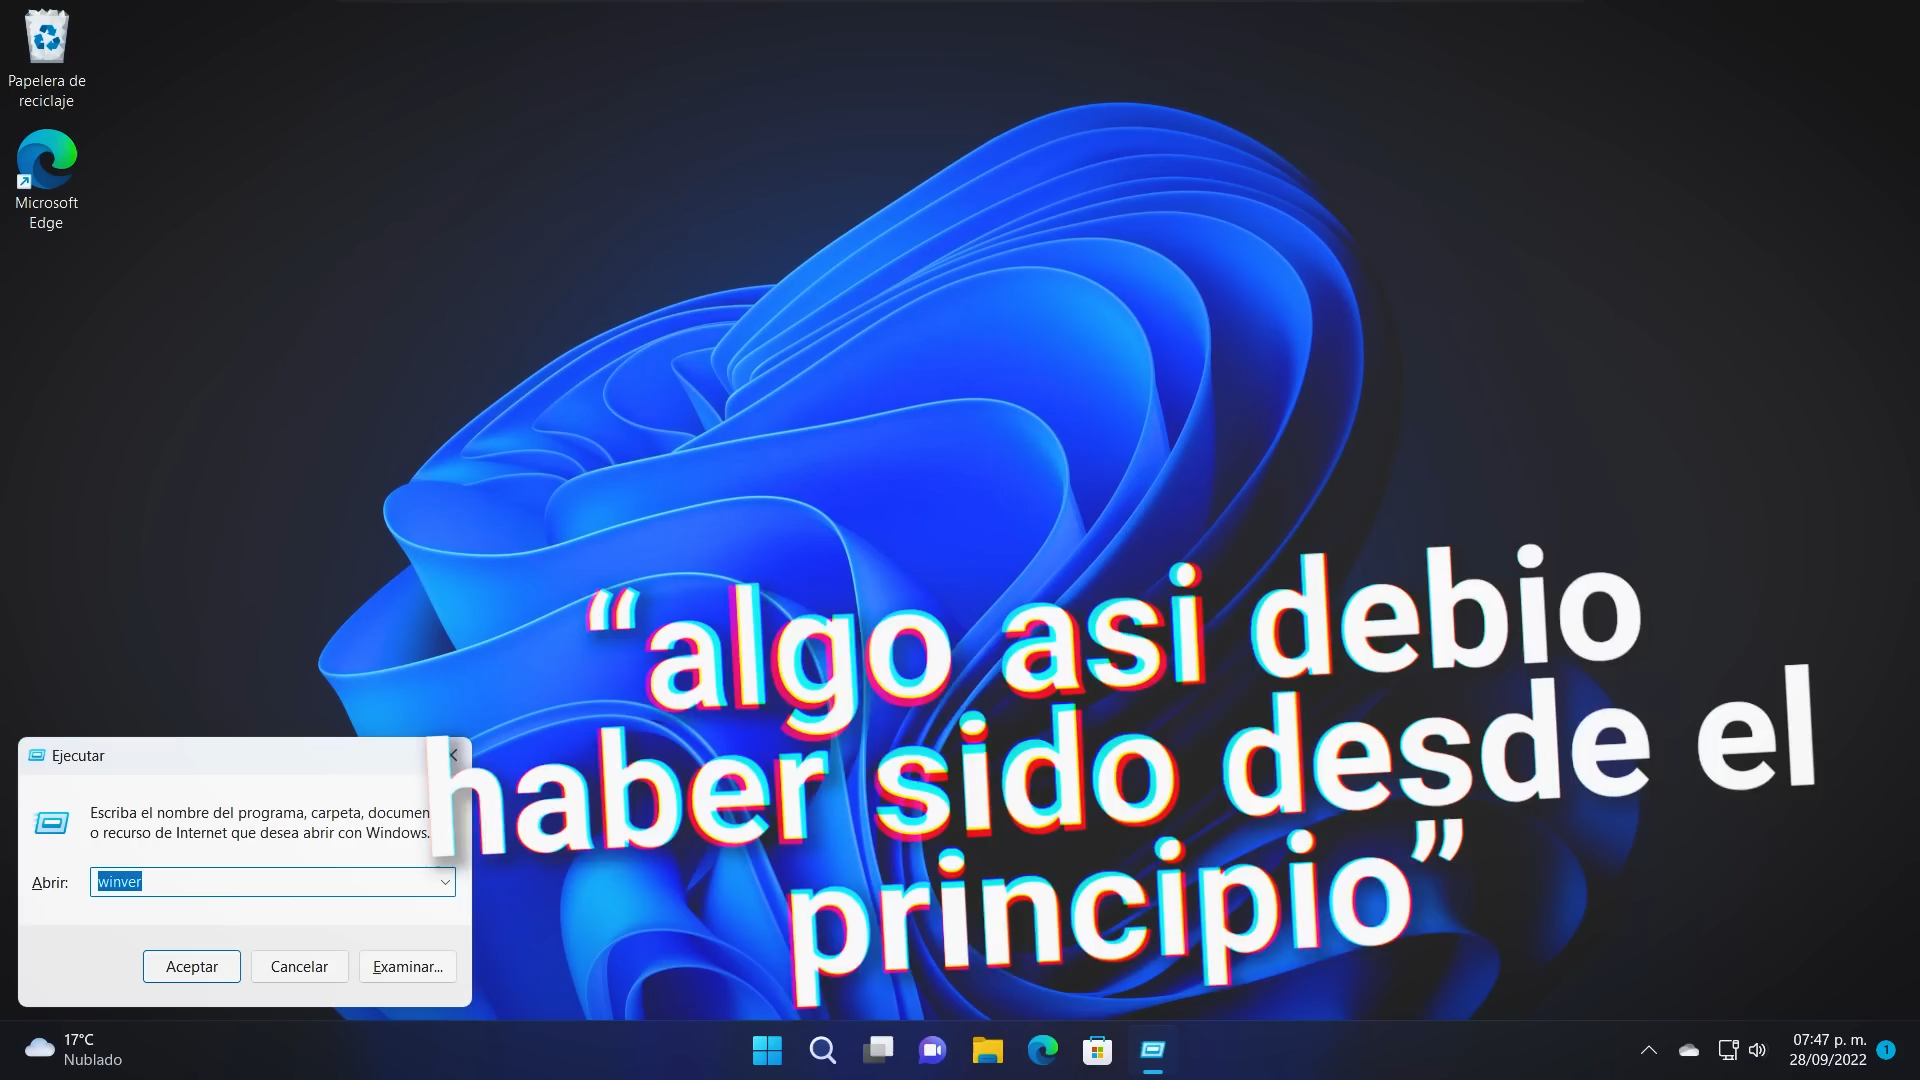 Papelera de
reciclaje
Microsoft
Edge
“algo asi debio
haber sido desde el
principio”
Ejecutar
Escriba el nombre del programa, carpeta, documen
o recurso de Internet que desea abrir con Windows.
Abrir:
winver
Aceptar
Cancelar
Examinar...
17°C
Nublado
07:47 p. m.
28/09/2022
1